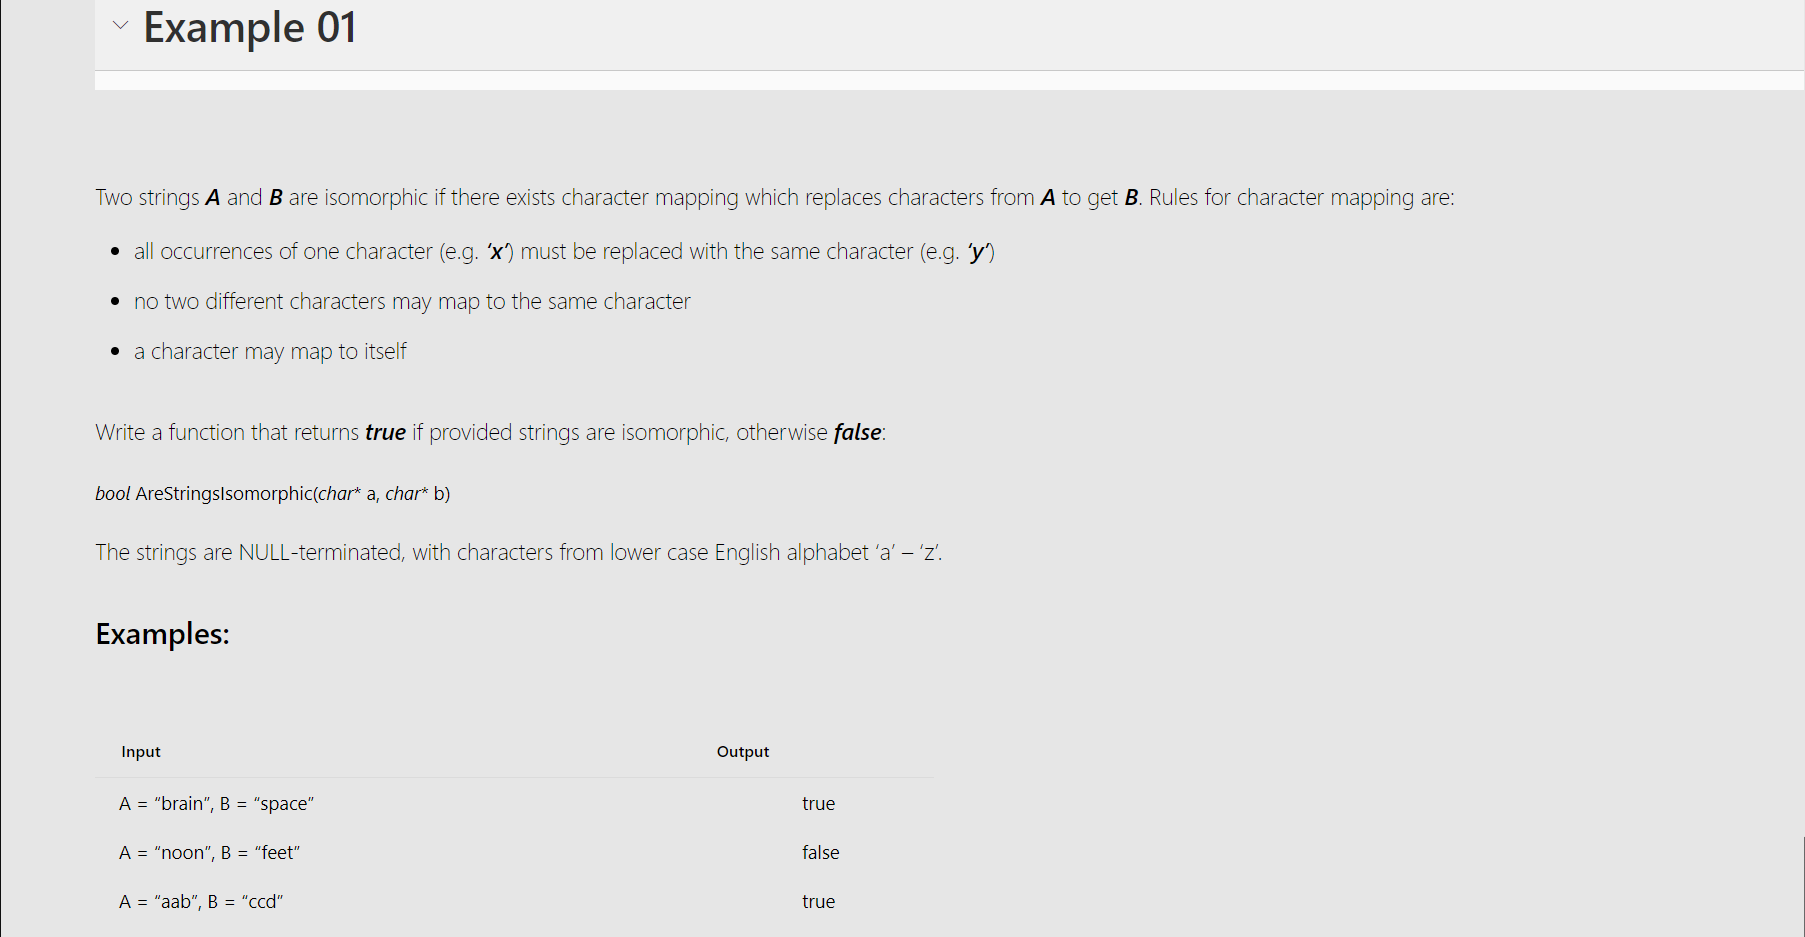 Example 01
Two strings A and B are isomorphic if there exists character mapping which replaces characters from A to get B. Rules for character mapping are:
• all occurrences of one character (e.g. ‘x’) must be replaced with the same character (e.g. ‘y’)
• no two different characters may map to the same character
• a character may map to itself
Write a function that returns true if provided strings are isomorphic, otherwise false:
bool AreStringsIsomorphic(char* a, char* b)
The strings are NULL-terminated, with characters from lower case English alphabet ‘a’ – ‘z’.
Examples:
Input Output
A = “brain”, B = “space” true
A = “noon”, B = “feet” false
A = “aab”, B = “ccd” true